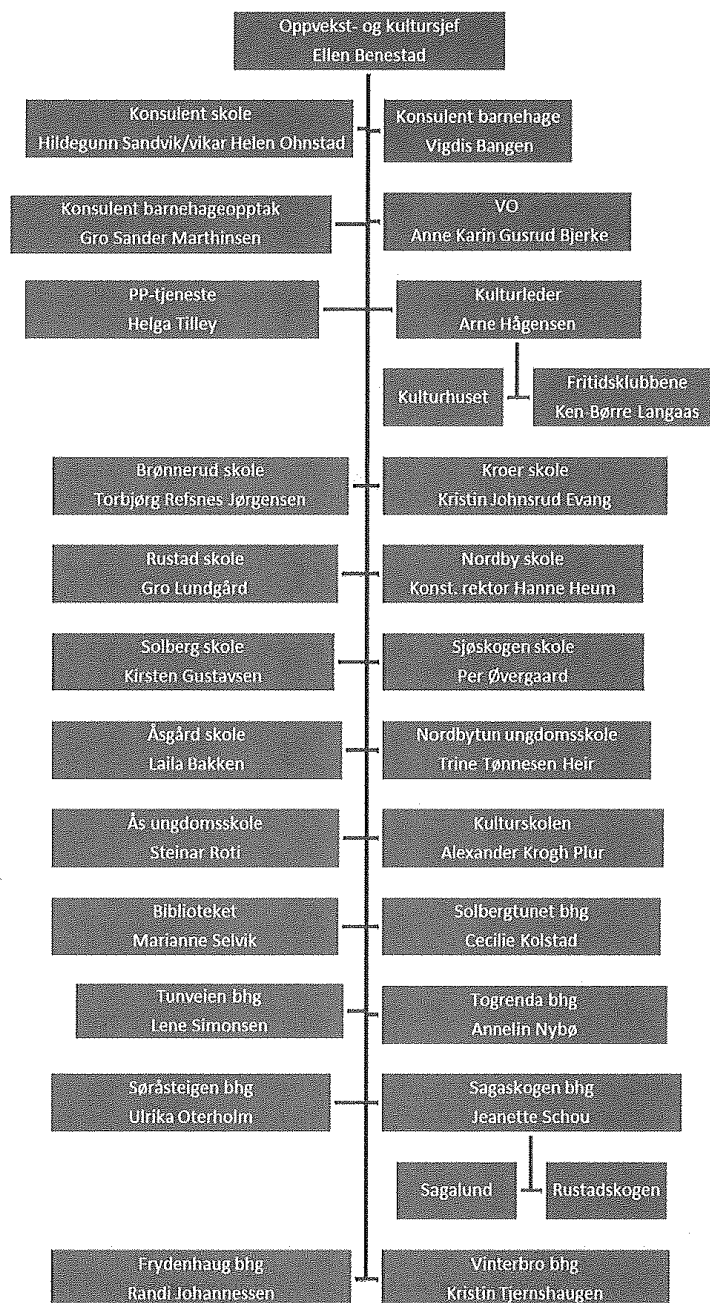 Oppvekst- og kultursjef
Ellen Benestad
Konsulent skole
Hildegunn Sandvik/vikar Helen Ohnstad
Konsulent barnehage
Vigdis Bangen
Konsulent barnehageopptak
Gro Sander Marthinsen
VO
Anne Karin Gusrud Bjerke
PP-tjeneste
Helga Tilley
Kulturleder
Arne Hågensen
Kulturhuset
Fritidsklubbene
Ken-Børre Langaas
Brønnerud skole
Torbjørg Refsnes Jørgensen
Kroer skole
Kristin Johnsrud Evang
Rustad skole
Gro Lundgård
Nordby skole
Konst. rektor Hanne Heum
Solberg skole
Kirsten Gustavsen
Sjøskogen skole
Per Øvergaard
Åsgård skole
Laila Bakken
Nordbytun ungdomsskole
Trine Tønnesen Heir
Ås ungdomsskole
Steinar Roti
Kulturskolen
Alexander Krogh Plur
Biblioteket
Marianne Selvik
Solbergtunet bhg
Cecilie Kolstad
Tunveien bhg
Lene Simonsen
Togrenda bhg
Annelin Nybø
Søråsteigen bhg
Ulrika Oterholm
Sagaskogen bhg
Jeanette Schou
Sagalund
Rustadskogen
Frydenhaug bhg
Randi Johannessen
Vinterbro bhg
Kristin Tjernshaugen